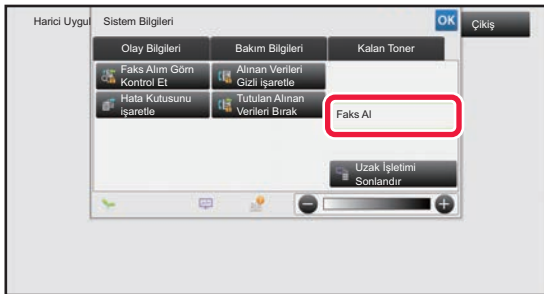 Harici Uygul
Sistem Bilgileri
OK
Çikiş
Olay Bilgileri
Bakım Bilgileri
Kalan Toner
Faks Alım Görn
Kontrol Et
Alınan Verileri
Gizli işaretle
Hata Kutusunu
işaretle
Tutulan Alınan
Verileri Bırak
Faks Al
Uzak İşletimi
Sonlandır